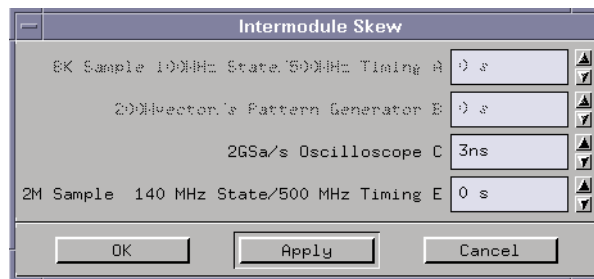 Intermodule Skew
8K Sample 100MHz State/500MHz Timing A 0 s
200Mvector/s Pattern Generator B 0 s
2GSa/s Oscilloscope C 3ns
2M Sample 140 MHz State/500 MHz Timing E 0 s
OK Apply Cancel